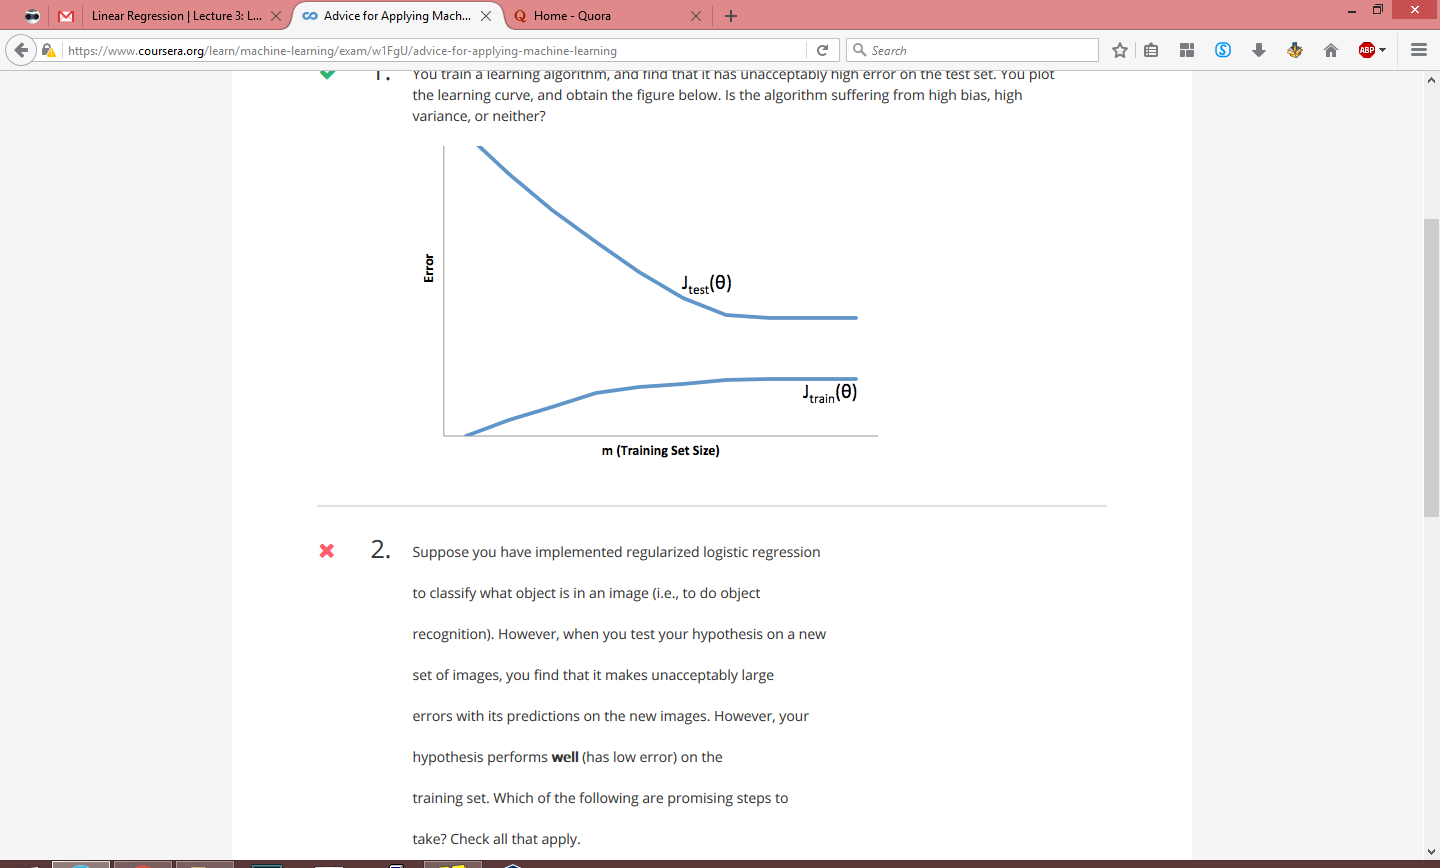 Linear Regression | Lecture 3: L...
Advice for Applying Mach...
Q Home - Quora
https://www.coursera.org/learn/machine-learning/exam/w1FgU/advice-for-applying-machine-learning
Search
ABP
1. You train a learning algorithm, and find that it has unacceptably high error on the test set. You plot
the learning curve, and obtain the figure below. Is the algorithm suffering from high bias, high
variance, or neither?
Error
Jtest(θ)
Jtrain(θ)
m (Training Set Size)
2. Suppose you have implemented regularized logistic regression
to classify what object is in an image (i.e., to do object
recognition). However, when you test your hypothesis on a new
set of images, you find that it makes unacceptably large
errors with its predictions on the new images. However, your
hypothesis performs well (has low error) on the
training set. Which of the following are promising steps to
take? Check all that apply.